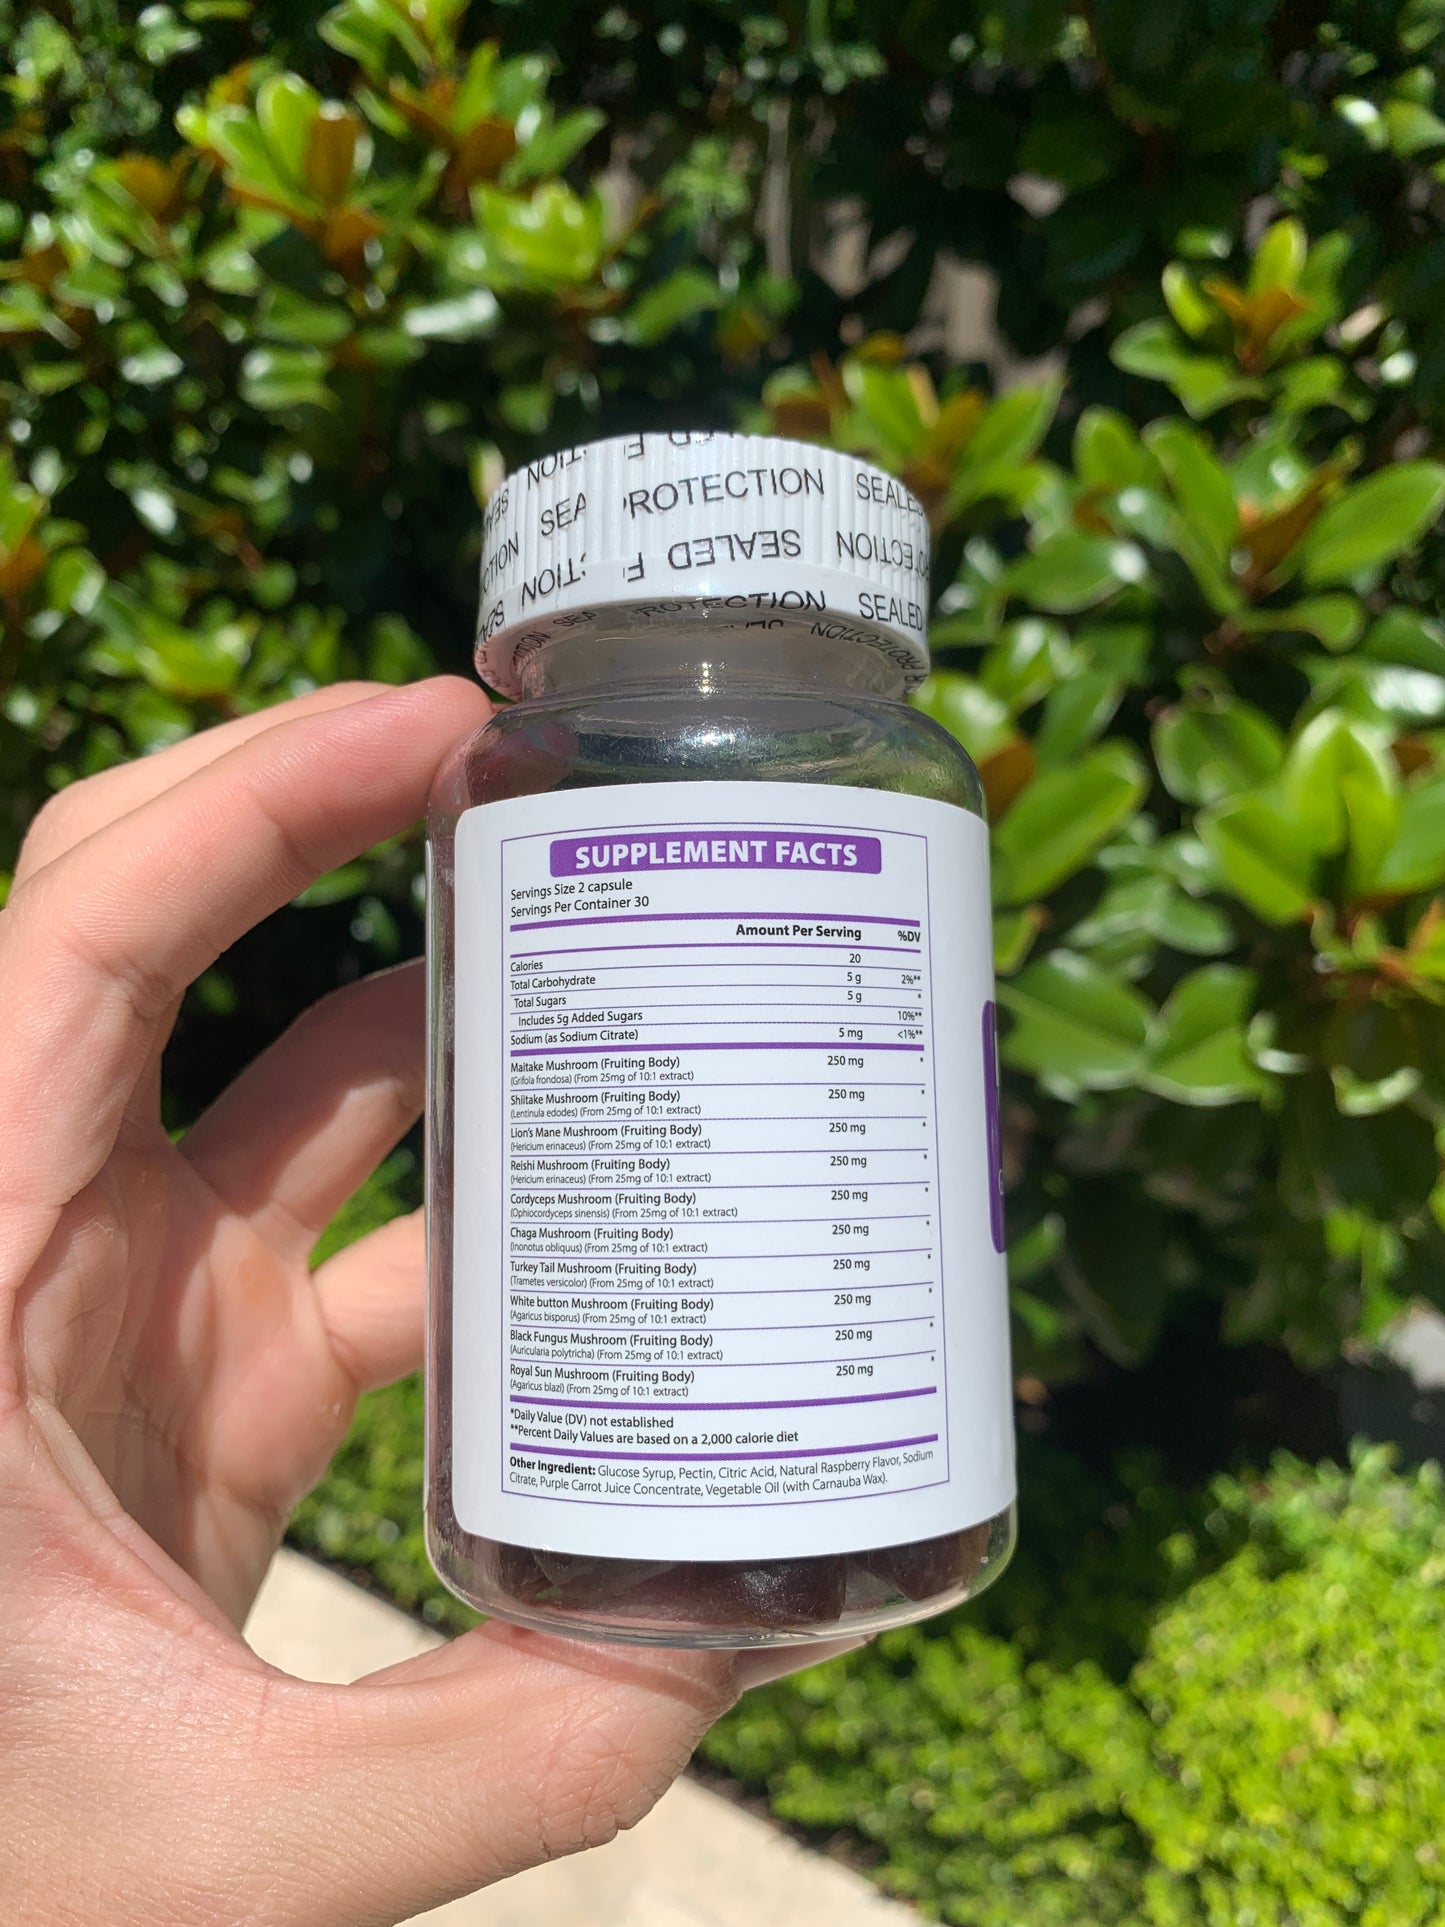 PROTECTION SEALED
SEALED
PROTECTION SEALED
SUPPLEMENT FACTS
Servings Size 2 capsule
Servings Per Container 30
Amount Per Serving %DV
Calories 20
Total Carbohydrate 5 g 2%**
Total Sugars 5 g *
Includes 5g Added Sugars 10%**
Sodium (as Sodium Citrate) 5 mg <1%**
Maitake Mushroom (Fruiting Body) 250 mg *
(Grifola frondosa) (From 25mg of 10:1 extract)
Shiitake Mushroom (Fruiting Body) 250 mg *
(Lentinula edodes) (From 25mg of 10:1 extract)
Lion's Mane Mushroom (Fruiting Body) 250 mg *
(Hericium erinaceus) (From 25mg of 10:1 extract)
Reishi Mushroom (Fruiting Body) 250 mg *
(Hericium erinaceus) (From 25mg of 10:1 extract)
Cordyceps Mushroom (Fruiting Body) 250 mg *
(Ophiocordyceps sinensis) (From 25mg of 10:1 extract)
Chaga Mushroom (Fruiting Body) 250 mg *
(Inonotus obliquus) (From 25mg of 10:1 extract)
Turkey Tail Mushroom (Fruiting Body) 250 mg *
(Trametes versicolor) (From 25mg of 10:1 extract)
White button Mushroom (Fruiting Body) 250 mg *
(Agaricus bisporus) (From 25mg of 10:1 extract)
Black Fungus Mushroom (Fruiting Body) 250 mg *
(Auricularia polytricha) (From 25mg of 10:1 extract)
Royal Sun Mushroom (Fruiting Body) 250 mg *
(Agaricus blazi) (From 25mg of 10:1 extract)
*Daily Value (DV) not established
**Percent Daily Values are based on a 2,000 calorie diet
Other Ingredient: Glucose Syrup, Pectin, Citric Acid, Natural Raspberry Flavor, Sodium
Citrate, Purple Carrot Juice Concentrate, Vegetable Oil (with Carnauba Wax).